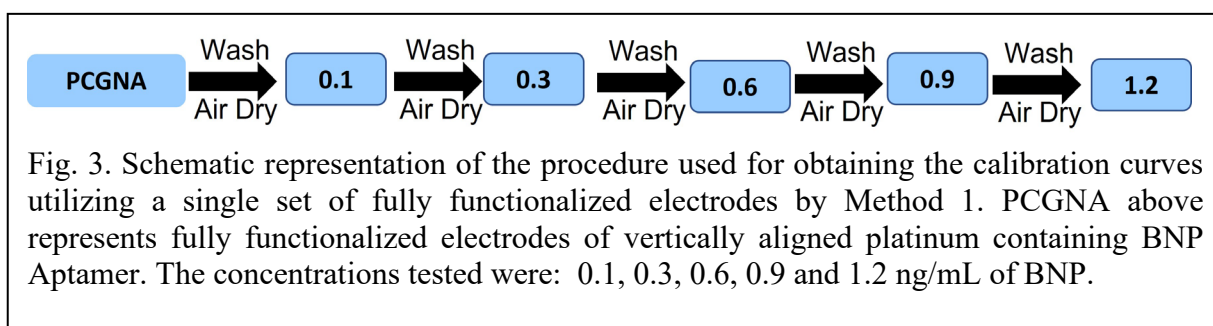 Wash Wash Wash Wash Wash
PCGNA 0.1 0.3 0.6 0.9 1.2
Air Dry Air Dry Air Dry Air Dry Air Dry
Fig. 3. Schematic representation of the procedure used for obtaining the calibration curves
utilizing a single set of fully functionalized electrodes by Method 1. PCGNA above
represents fully functionalized electrodes of vertically aligned platinum containing BNP
Aptamer. The concentrations tested were: 0.1, 0.3, 0.6, 0.9 and 1.2 ng/mL of BNP.